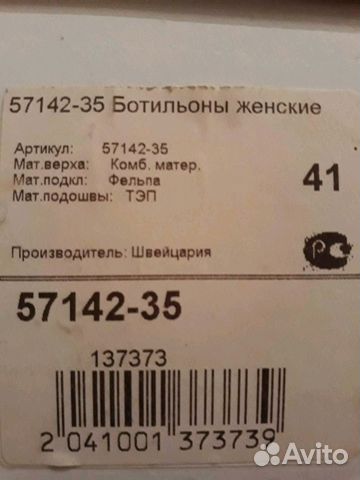 57142-35 Ботильоны женские
Артикул: 57142-35
Мат.верха: Комб. матер.
Мат.подкл: Фельпа
Мат.подошвы: ТЭП
41
Производитель: Швейцария
57142-35
137373
2 041001 373739
Avito